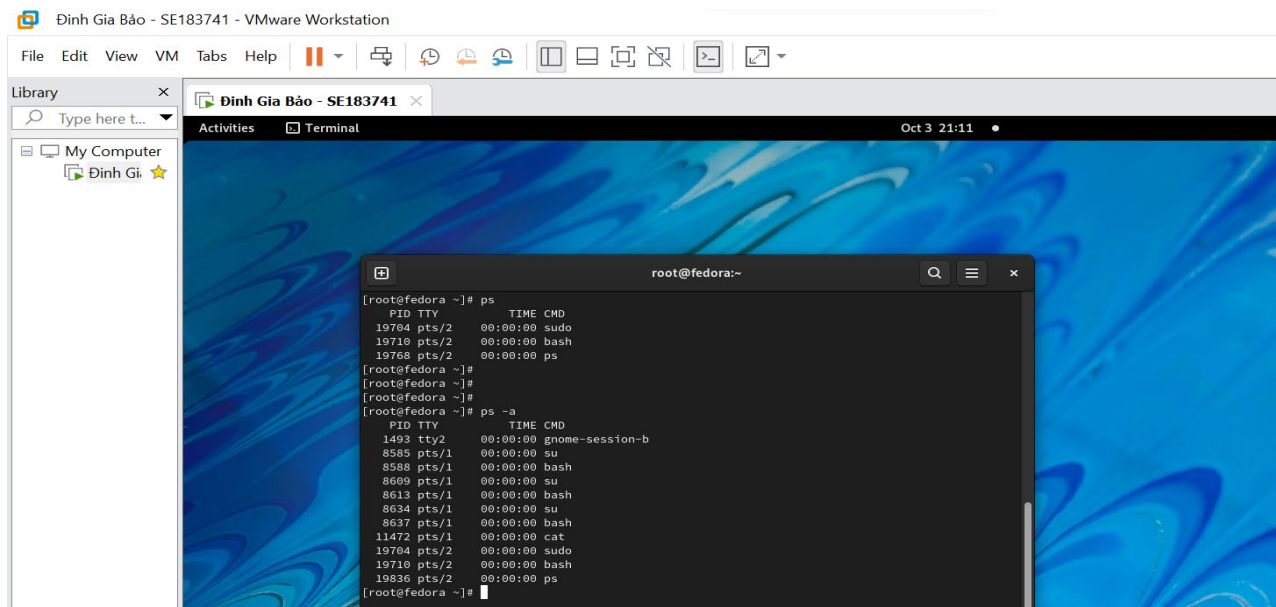 Đinh Gia Bảo - SE183741 - VMware Workstation
File Edit View VM Tabs Help
Library
Type here t...
My Computer
Đinh Gi
Đinh Gia Bảo - SE183741
Activities Terminal Oct 3 21:11
root@fedora:~
[root@fedora ~]# ps
PID TTY TIME CMD
19704 pts/2 00:00:00 sudo
19710 pts/2 00:00:00 bash
19768 pts/2 00:00:00 ps
[root@fedora ~]#
[root@fedora ~]#
[root@fedora ~]#
[root@fedora ~]# ps -a
PID TTY TIME CMD
1493 tty2 00:00:00 gnome-session-b
8585 pts/1 00:00:00 su
8588 pts/1 00:00:00 bash
8609 pts/1 00:00:00 su
8613 pts/1 00:00:00 bash
8634 pts/1 00:00:00 su
8637 pts/1 00:00:00 bash
11472 pts/1 00:00:00 cat
19704 pts/2 00:00:00 sudo
19710 pts/2 00:00:00 bash
19836 pts/2 00:00:00 ps
[root@fedora ~]#